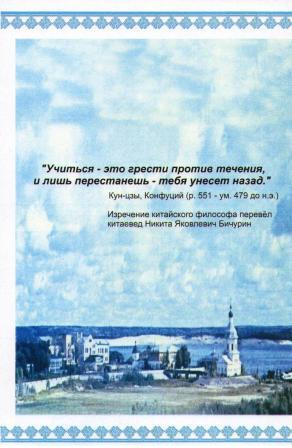 "Учиться - это грести против течения,
и лишь перестанешь - тебя унесет назад."
Кун-цзы, Конфуций (р. 551 - ум. 479 до н.э.)
Изречение китайского философа перевёл
китаевед Никита Яковлевич Бичурин